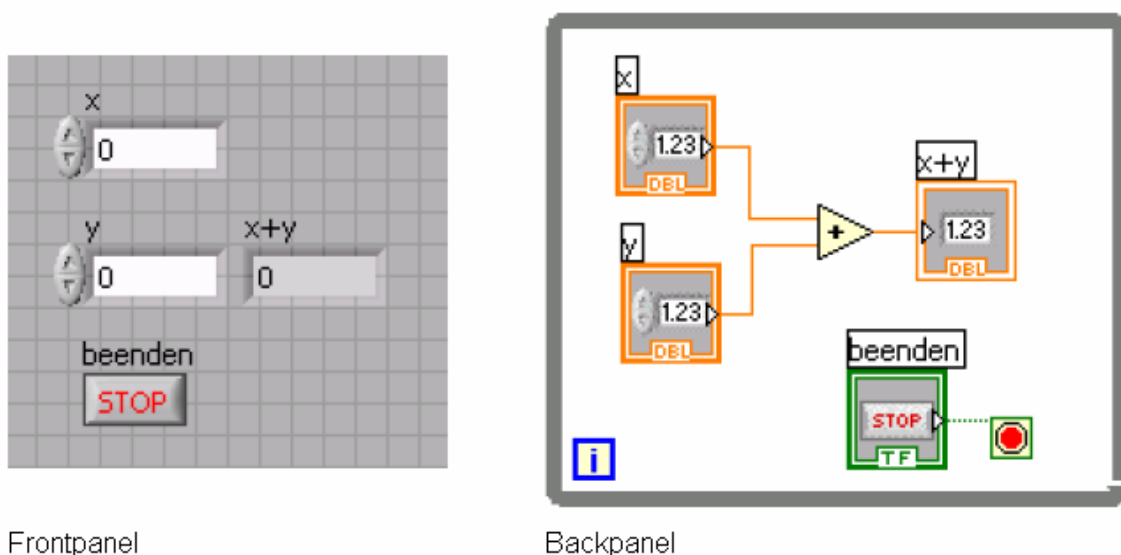 x
0
y
0
x+y
0
beenden
STOP
Frontpanel
x
1.23
DBL
y
1.23
DBL
+
x+y
1.23
DBL
beenden
STOP
TF
i
Backpanel